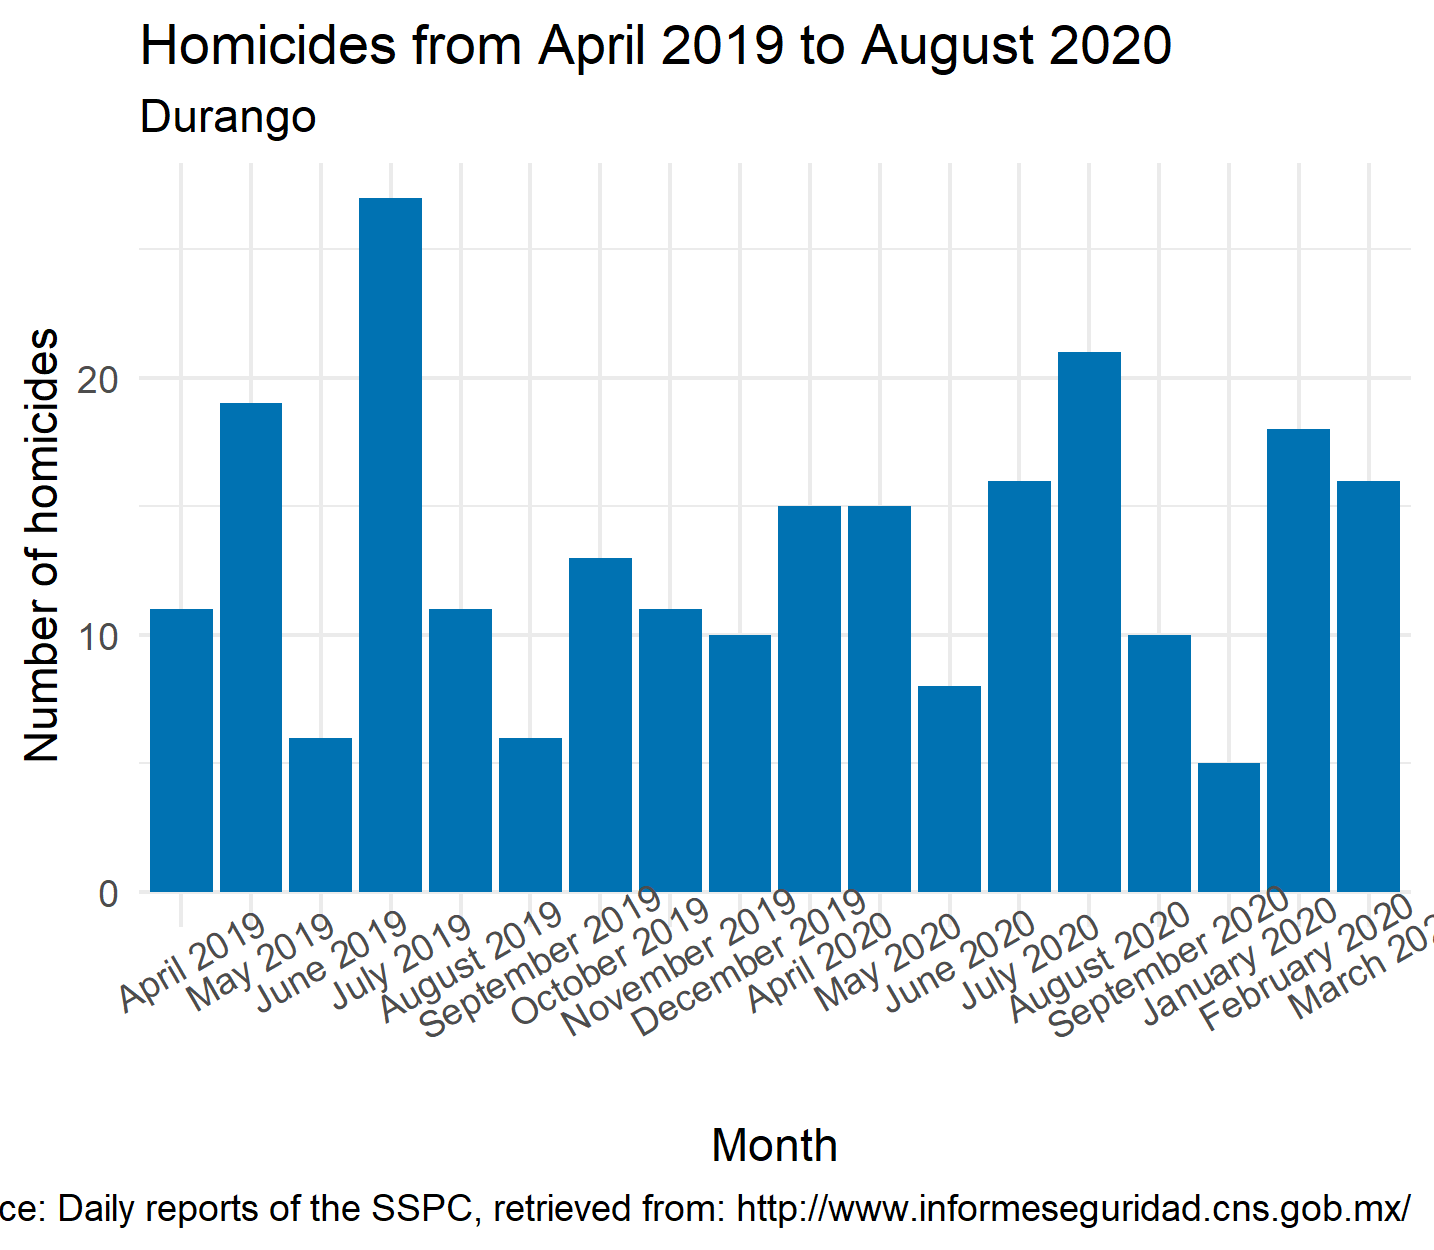 Homicides from April 2019 to August 2020
Durango
Number of homicides
20
10
0
April 2019
May 2019
June 2019
July 2019
August 2019
September 2019
October 2019
November 2019
December 2019
April 2020
May 2020
June 2020
July 2020
August 2020
September 2020
January 2020
February 2020
March 202
Month
ce: Daily reports of the SSPC, retrieved from: http://www.informeseguridad.cns.gob.mx/